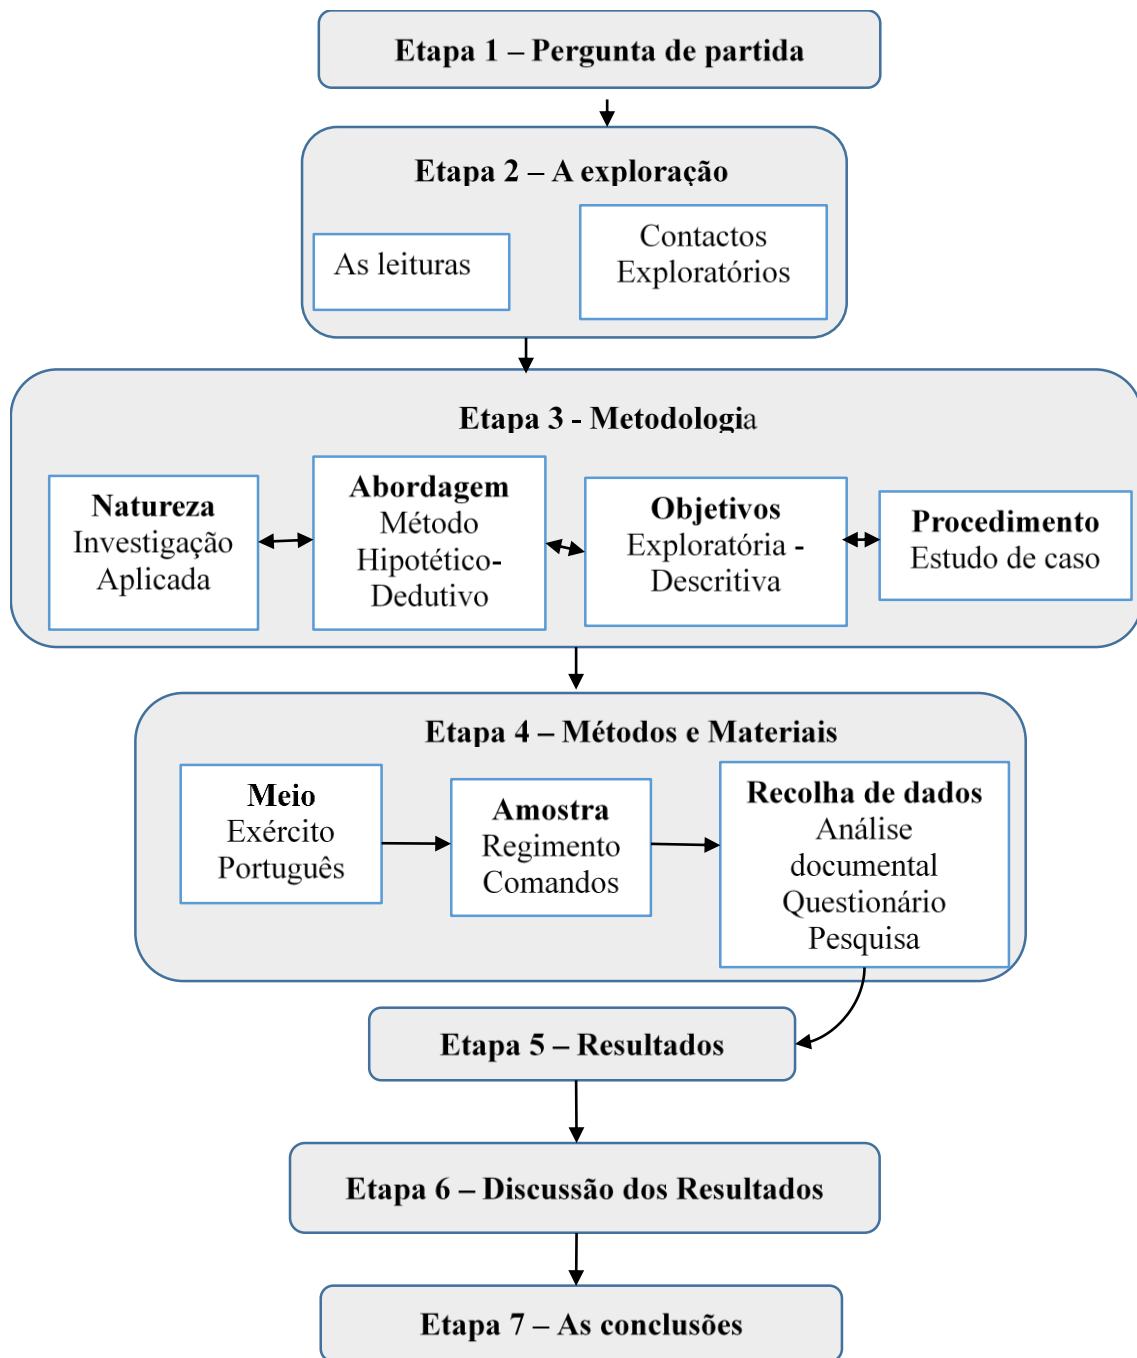 Etapa 1 – Pergunta de partida
Etapa 2 – A exploração
As leituras
Contactos
Exploratórios
Etapa 3 - Metodologia
Natureza
Investigação
Aplicada
Abordagem
Método
Hipotético-
Dedutivo
Objetivos
Exploratória -
Descritiva
Procedimento
Estudo de caso
Etapa 4 – Métodos e Materiais
Meio
Exército
Português
Amostra
Regimento
Comandos
Recolha de dados
Análise
documental
Questionário
Pesquisa
Etapa 5 – Resultados
Etapa 6 – Discussão dos Resultados
Etapa 7 – As conclusões